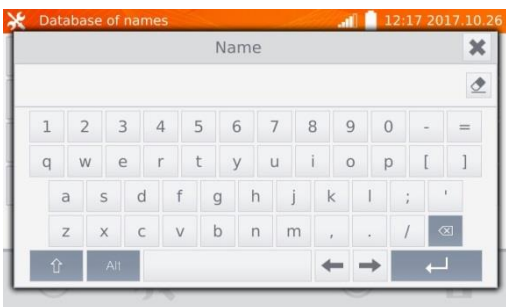 Database of names 12:17 2017.10.26
Name
1 2 3 4 5 6 7 8 9 0 - =
q w e r t y u i o p [ ]
a s d f g h j k l ; '
z x c v b n m , . /
Alt